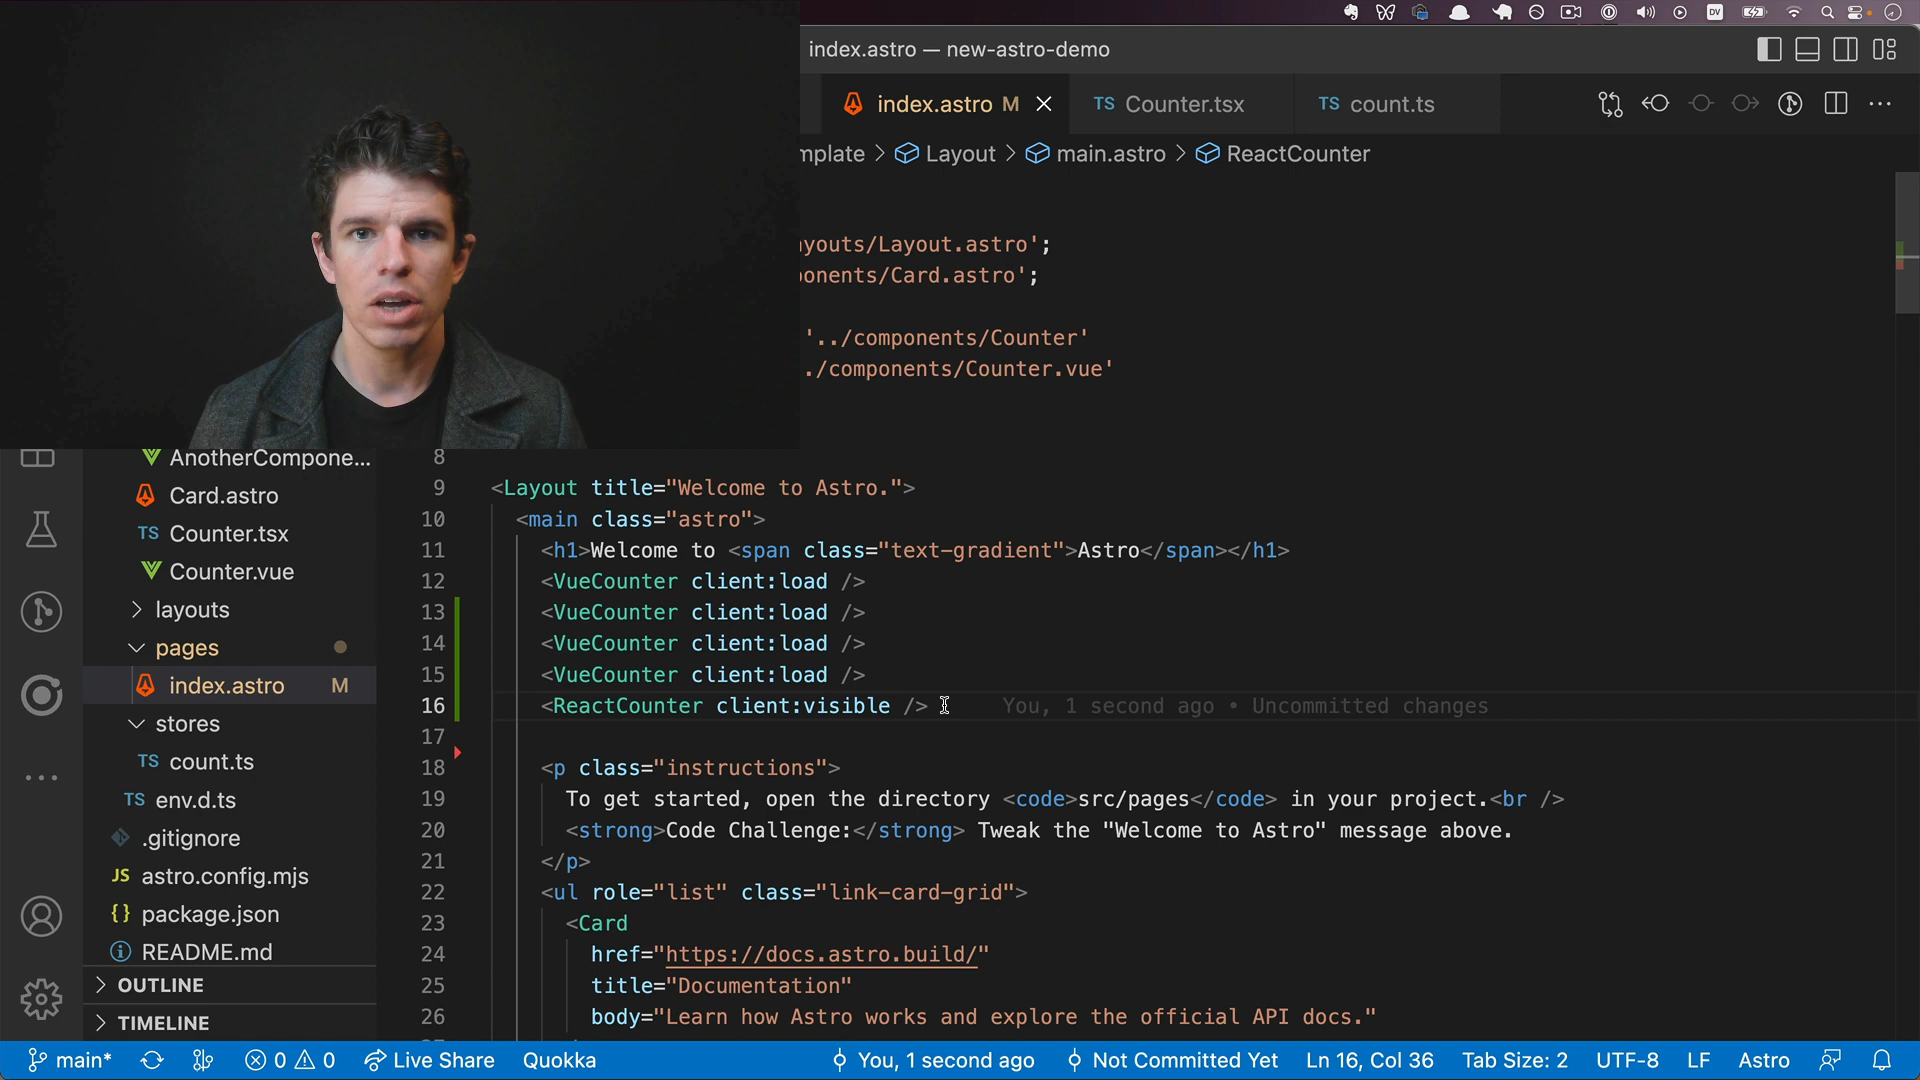 index.astro — new-astro-demo
index.astro M
TS Counter.tsx
TS count.ts
mplate > Layout > main.astro > ReactCounter
youts/Layout.astro';
onents/Card.astro';
'../components/Counter'
./components/Counter.vue'
AnotherCompone...
Card.astro
TS Counter.tsx
Counter.vue
layouts
pages
index.astro M
stores
TS count.ts
TS env.d.ts
.gitignore
JS astro.config.mjs
{} package.json
README.md
OUTLINE
TIMELINE
8
9 <Layout title="Welcome to Astro.">
10 <main class="astro">
11 <h1>Welcome to <span class="text-gradient">Astro</span></h1>
12 <VueCounter client:load />
13 <VueCounter client:load />
14 <VueCounter client:load />
15 <VueCounter client:load />
16 <ReactCounter client:visible /> You, 1 second ago • Uncommitted changes
17
18 <p class="instructions">
19 To get started, open the directory <code>src/pages</code> in your project.<br />
20 <strong>Code Challenge:</strong> Tweak the "Welcome to Astro" message above.
21 </p>
22 <ul role="list" class="link-card-grid">
23 <Card
24 href="https://docs.astro.build/"
25 title="Documentation"
26 body="Learn how Astro works and explore the official API docs."
main* 0 0 Live Share Quokka You, 1 second ago Not Committed Yet Ln 16, Col 36 Tab Size: 2 UTF-8 LF Astro